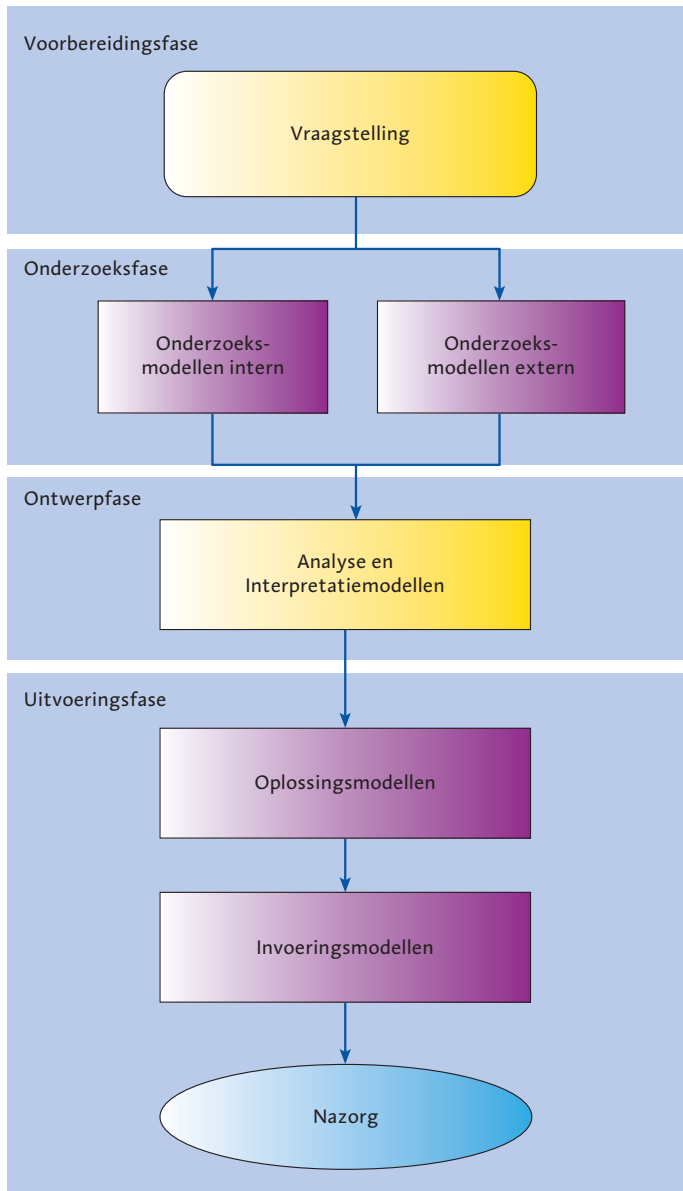 Voorbereidingsfase
Vraagstelling
Onderzoeksfase
Onderzoeks-
modellen intern
Onderzoeks-
modellen extern
Ontwerpfase
Analyse en
Interpretatiemodellen
Uitvoeringsfase
Oplossingsmodellen
Invoeringsmodellen
Nazorg